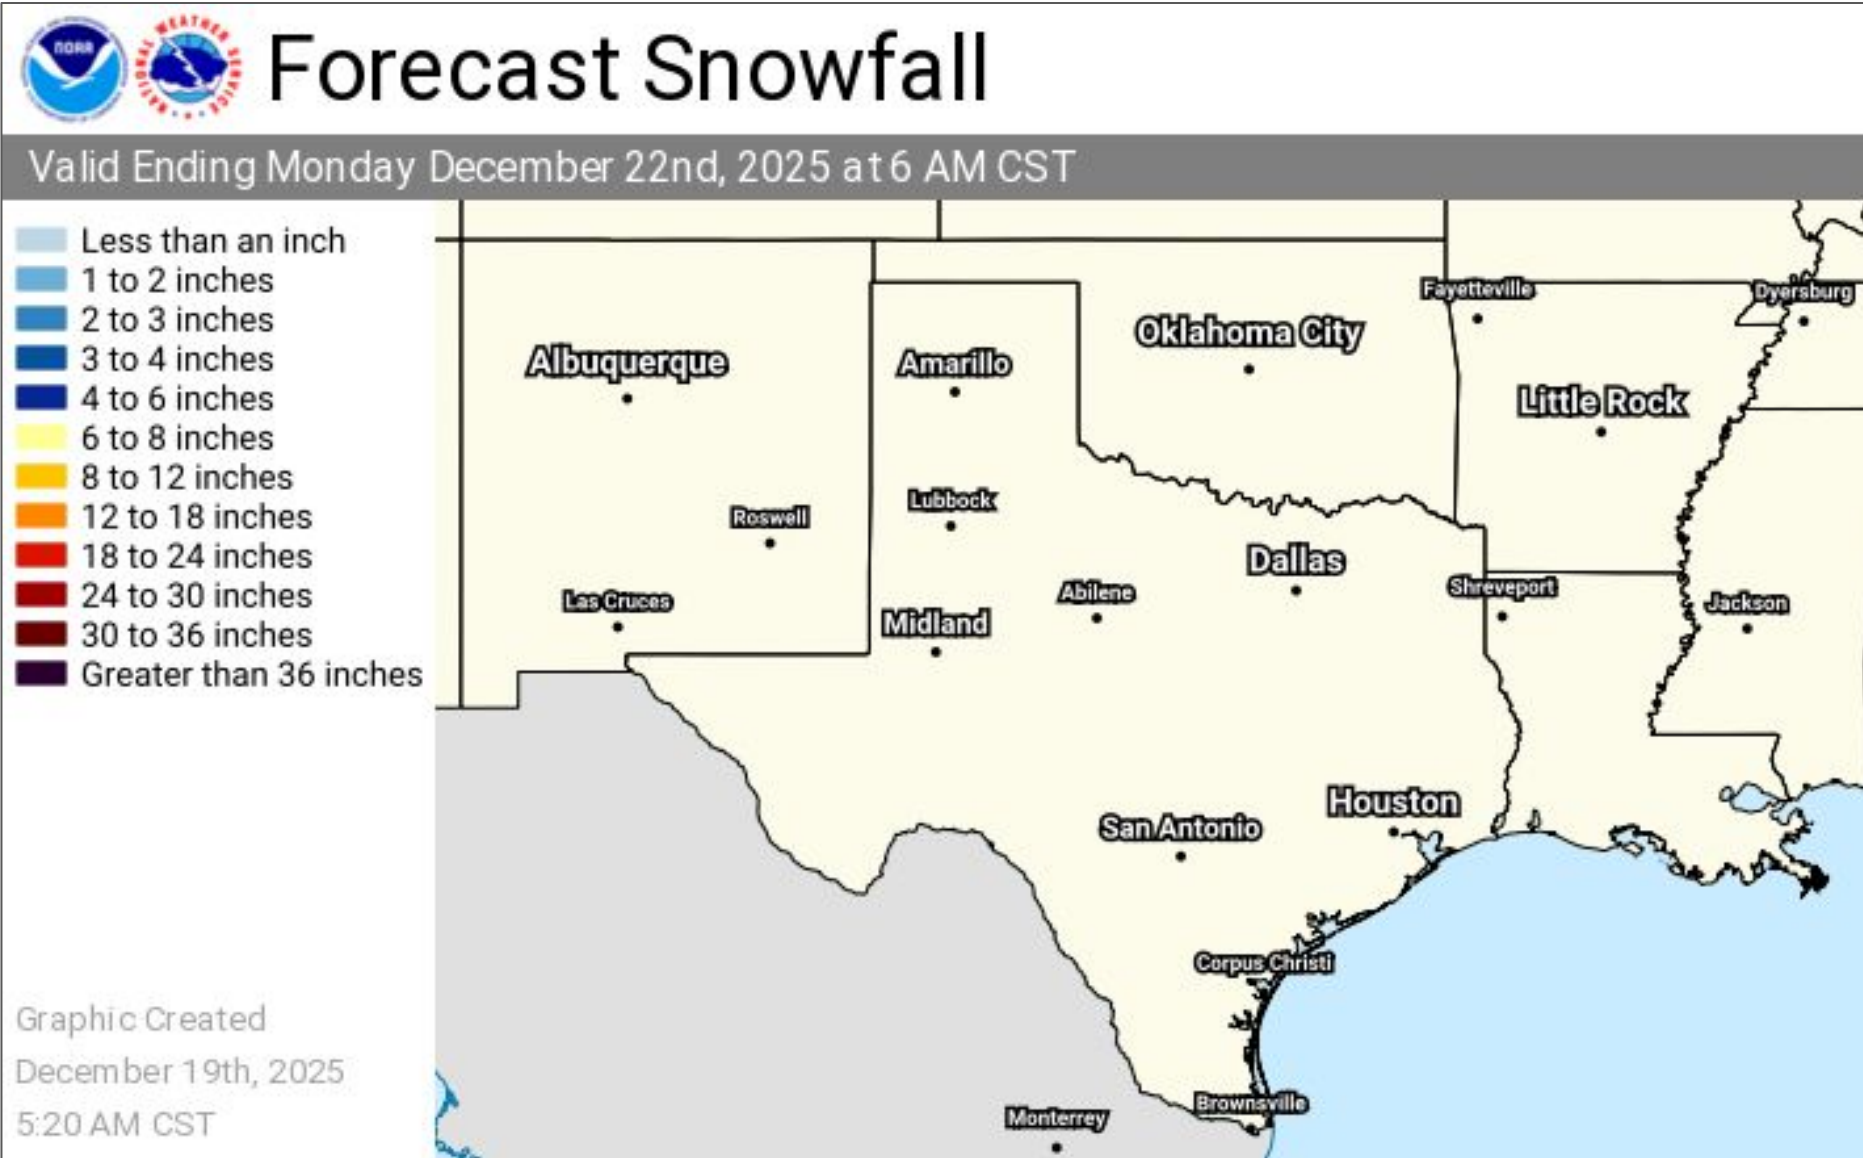 NOAA
NATIONAL WEATHER SERVICE
Forecast Snowfall
Valid Ending Monday December 22nd, 2025 at 6 AM CST
Less than an inch
1 to 2 inches
2 to 3 inches
3 to 4 inches
4 to 6 inches
6 to 8 inches
8 to 12 inches
12 to 18 inches
18 to 24 inches
24 to 30 inches
30 to 36 inches
Greater than 36 inches
Graphic Created
December 19th, 2025
5:20 AM CST
Fayetteville
Dyersburg
Oklahoma City
Albuquerque
Amarillo
Little Rock
Lubbock
Roswell
Dallas
Shreveport
Abilene
Las Cruces
Jackson
Midland
Houston
San Antonio
Corpus Christi
Brownsville
Monterrey